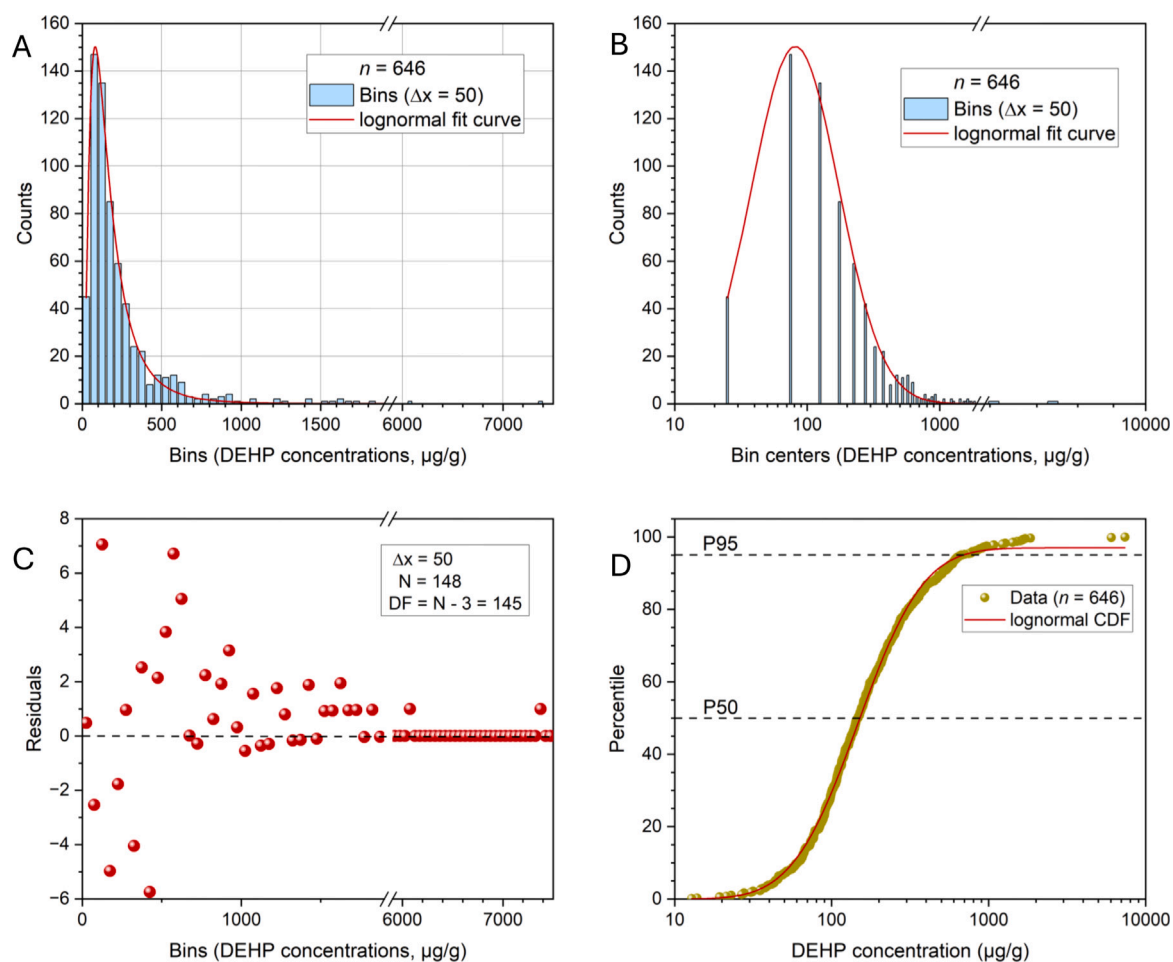 A
160
140
120
100
80
60
40
20
0
Counts
n = 646
Bins (Δx = 50)
lognormal fit curve
0 500 1000 1500 6000 7000
Bins (DEHP concentrations, µg/g)
B
160
140
120
100
80
60
40
20
0
Counts
n = 646
Bins (Δx = 50)
lognormal fit curve
10 100 1000 10000
Bin centers (DEHP concentrations, µg/g)
C
8
6
4
2
0
−2
−4
−6
Residuals
Δx = 50
N = 148
DF = N - 3 = 145
0 1000 6000 7000
Bins (DEHP concentrations, µg/g)
D
100
80
60
40
20
0
Percentile
P95
Data (n = 646)
lognormal CDF
P50
10 100 1000 10000
DEHP concentration (µg/g)